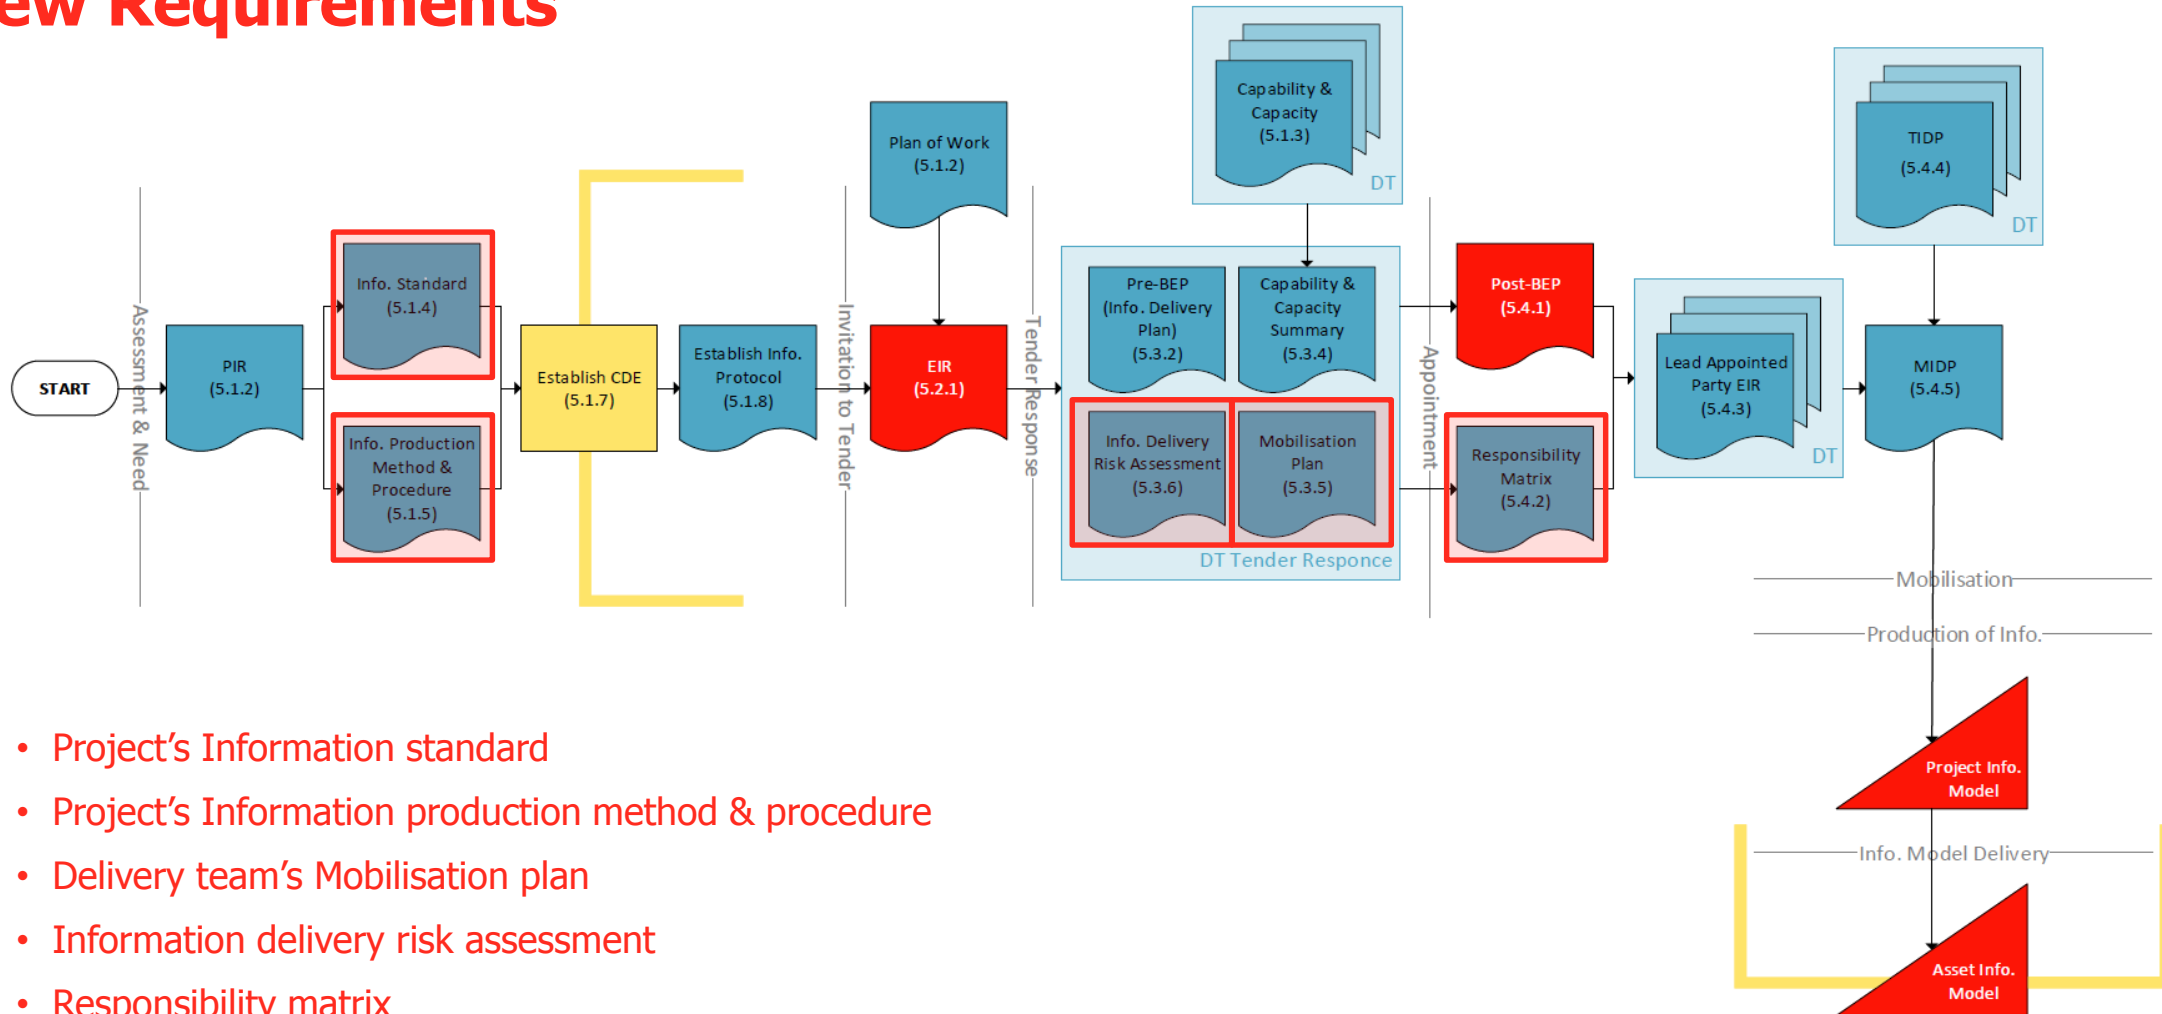 ew Requirements
Capability &
Capacity
(5.1.3)
DT
Plan of Work
(5.1.2)
TIDP
(5.4.4)
DT
START
Assessment & Need
PIR
(5.1.2)
Info. Standard
(5.1.4)
Info. Production
Method &
Procedure
(5.1.5)
Establish CDE
(5.1.7)
Establish Info.
Protocol
(5.1.8)
Invitation to Tender
EIR
(5.2.1)
Tender Response
Pre-BEP
(Info. Delivery
Plan)
(5.3.2)
Capability &
Capacity
Summary
(5.3.4)
Info. Delivery
Risk Assessment
(5.3.6)
Mobilisation
Plan
(5.3.5)
DT Tender Responce
Appointment
Post-BEP
(5.4.1)
Responsibility
Matrix
(5.4.2)
Lead Appointed
Party EIR
(5.4.3)
DT
MIDP
(5.4.5)
Mobilisation
Production of Info.
Project Info.
Model
Info. Model Delivery
Asset Info.
Model
• Project’s Information standard
• Project’s Information production method & procedure
• Delivery team’s Mobilisation plan
• Information delivery risk assessment
• Responsibility matrix